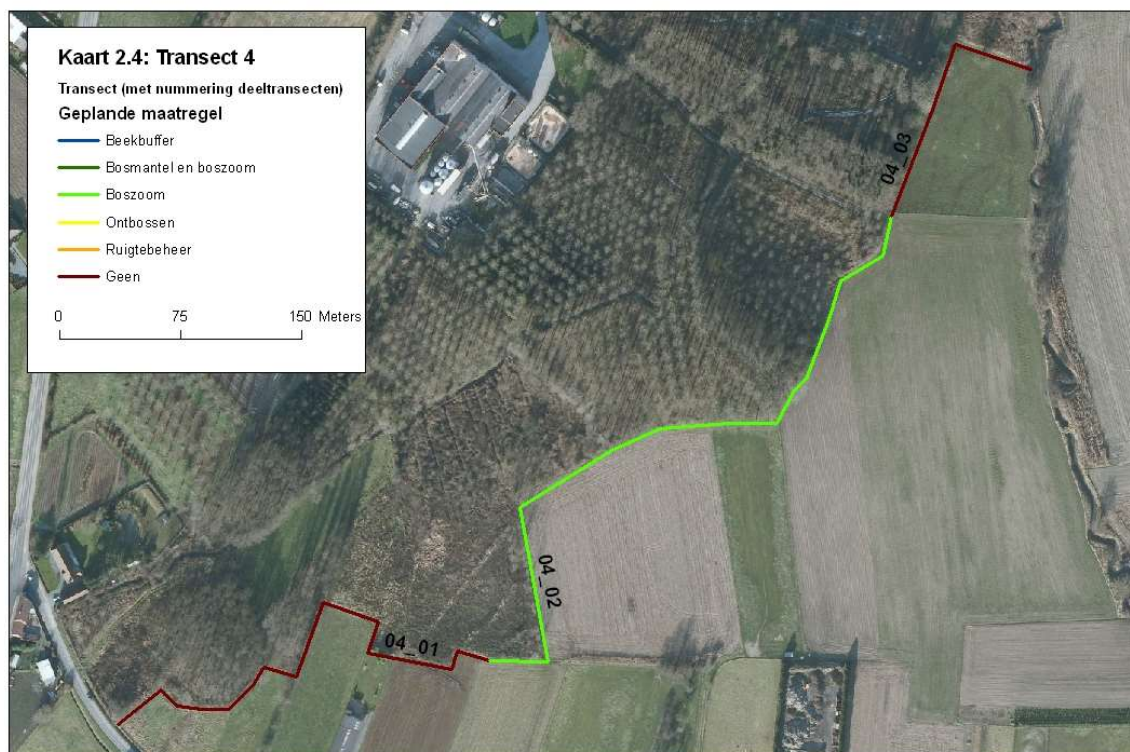 Kaart 2.4: Transect 4
Transect (met nummering deeltransecten)
Geplande maatregel
Beekbuffer
Bosmantel en boszoom
Boszoom
Ontbossen
Ruigtebeheer
Geen
0 75 150 Meters
04_03
04_02
04_01